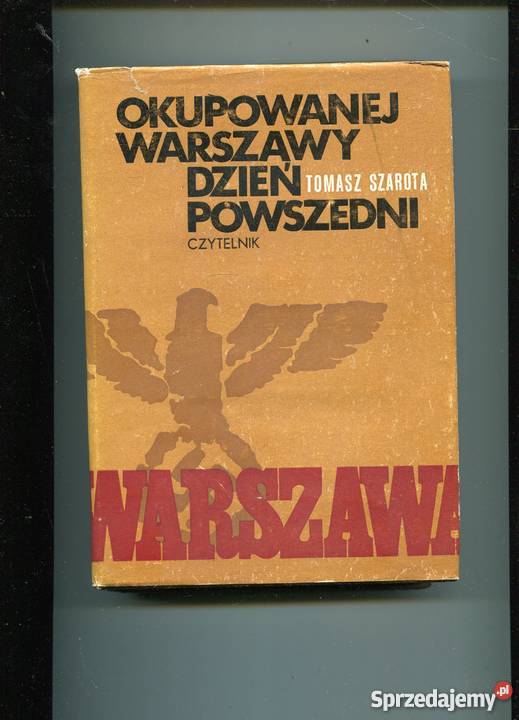 OKUPOWANEJ
WARSZAWY
DZIEŃ TOMASZ SZAROTA
POWSZEDNI
CZYTELNIK
WARSZAWA
Sprzedajemy.pl